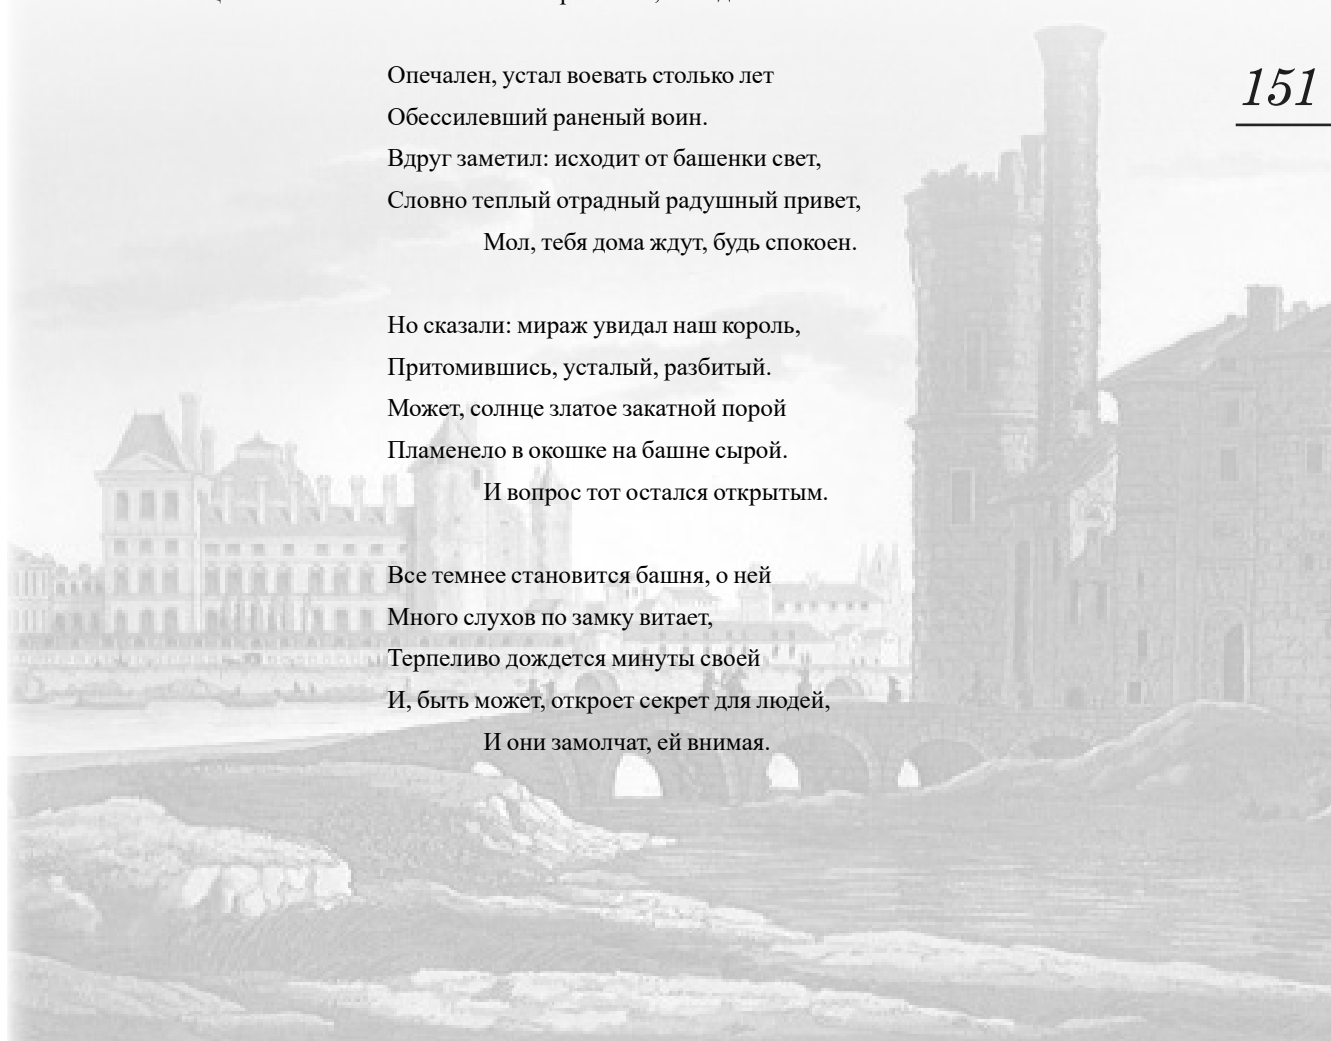 151
Опечален, устал воевать столько лет
Обессилевший раненый воин.
Вдруг заметил: исходит от башенки свет,
Словно теплый отрадный радушный привет,
Мол, тебя дома ждут, будь спокоен.
Но сказали: мираж увидал наш король,
Притомившись, усталый, разбитый.
Может, солнце златое закатной порой
Пламенело в окошке на башне сырой.
И вопрос тот остался открытым.
Все темнее становится башня, о ней
Много слухов по замку витает,
Терпеливо дождется минуты своей
И, быть может, откроет секрет для людей,
И они замолчат, ей внимая.